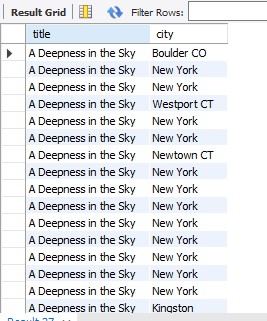 Result Grid Filter Rows:
title city
A Deepness in the Sky Boulder CO
A Deepness in the Sky New York
A Deepness in the Sky New York
A Deepness in the Sky Westport CT
A Deepness in the Sky New York
A Deepness in the Sky New York
A Deepness in the Sky Newtown CT
A Deepness in the Sky New York
A Deepness in the Sky New York
A Deepness in the Sky New York
A Deepness in the Sky New York
A Deepness in the Sky New York
A Deepness in the Sky New York
A Deepness in the Sky New York
A Deepness in the Sky Kingston